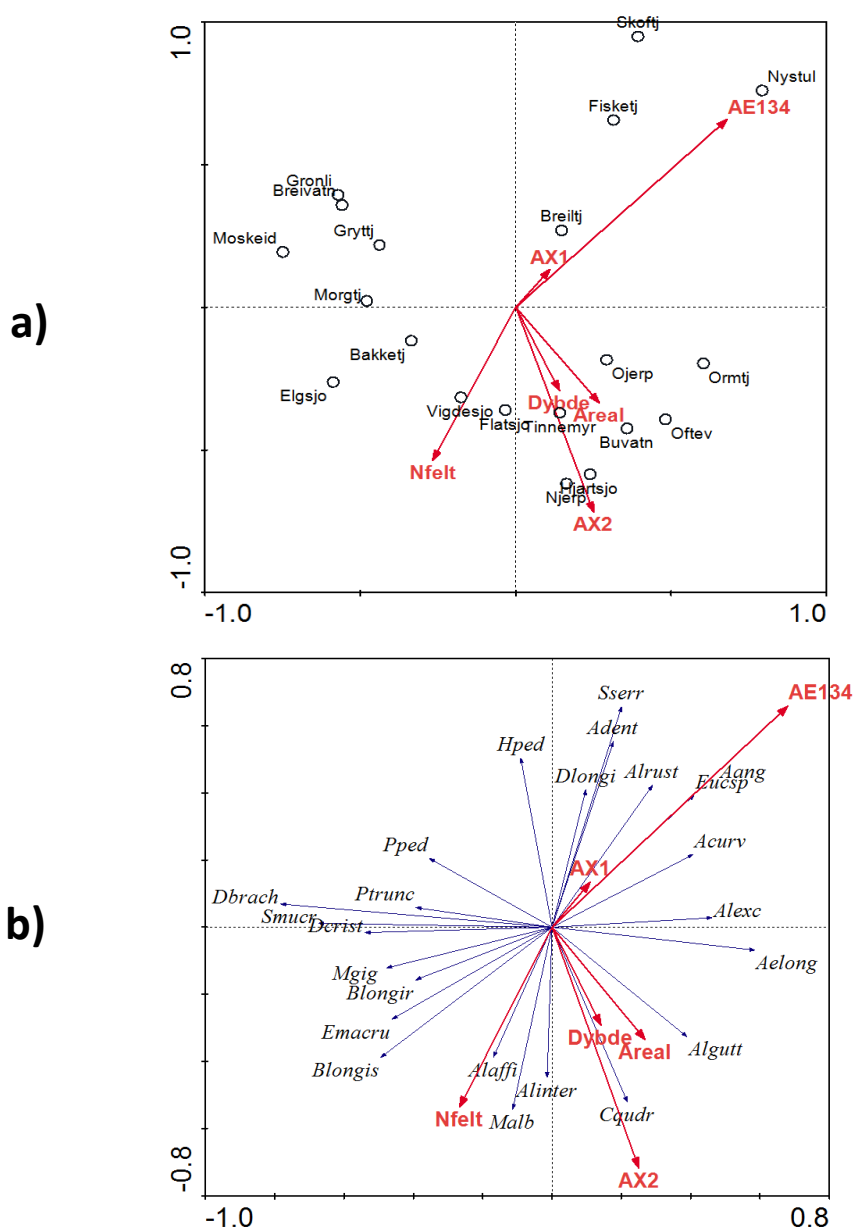 a)
1.0
Skoftj
Nystul
AE134
Fisketj
Gronli
Breivatn
Gryttj
Moskeid
Breiltj
AX1
Morgtj
Bakketj
Elgsjo
Ojerp
Ormtj
Dybde
Areal
Vigdesjo
Flatsjo
Tinnemyr
Buvatn
Oftev
Nfelt
Hjartsjo
Njerp
AX2
-1.0
-1.0
1.0
b)
0.8
Sserr
AE134
Adent
Hped
Dlongi
Alrust
Aang
Eucsp
Pped
Acurv
AX1
Dbrach
Ptrunc
Smucr
Dcrist
Alexc
Aelong
Mgig
Blongir
Emacru
Dybde
Areal
Algutt
Blongis
Alaffi
Alinter
Nfelt
Malb
Cqudr
AX2
-0.8
-1.0
0.8